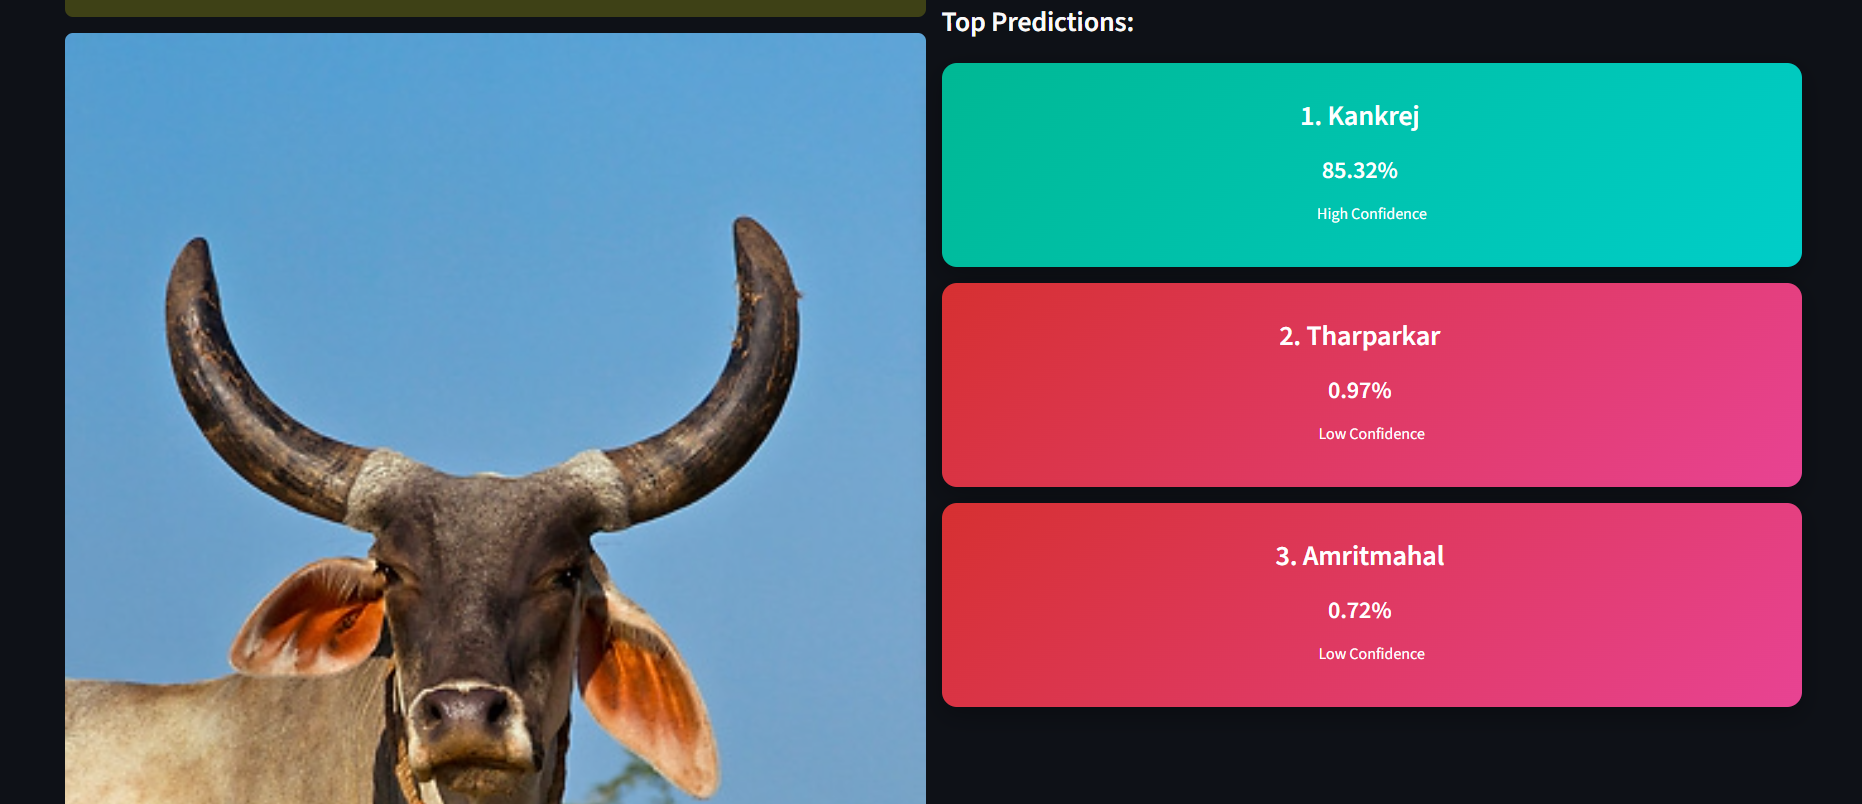 Top Predictions:
1. Kankrej
85.32%
High Confidence
2. Tharparkar
0.97%
Low Confidence
3. Amritmahal
0.72%
Low Confidence